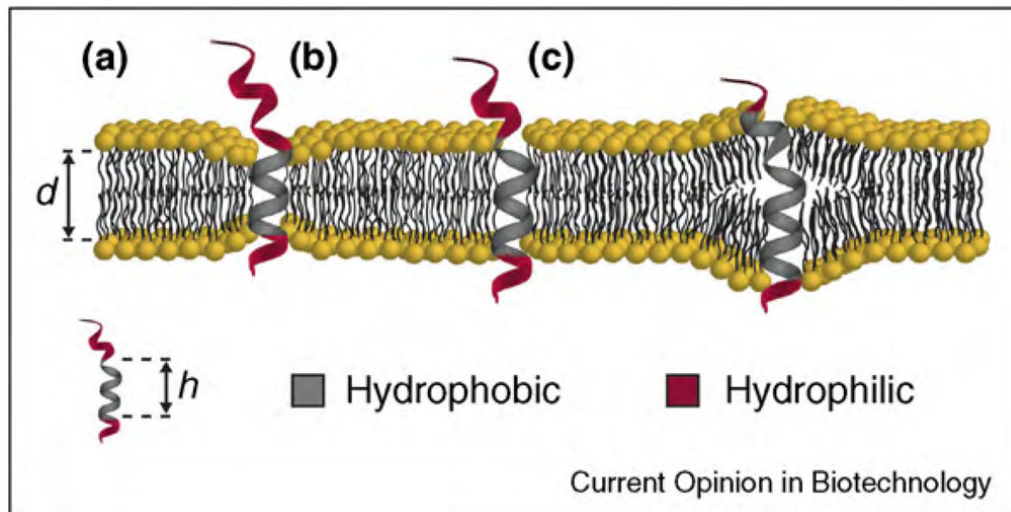 (a) (b) (c)
d
h
Hydrophobic Hydrophilic
Current Opinion in Biotechnology